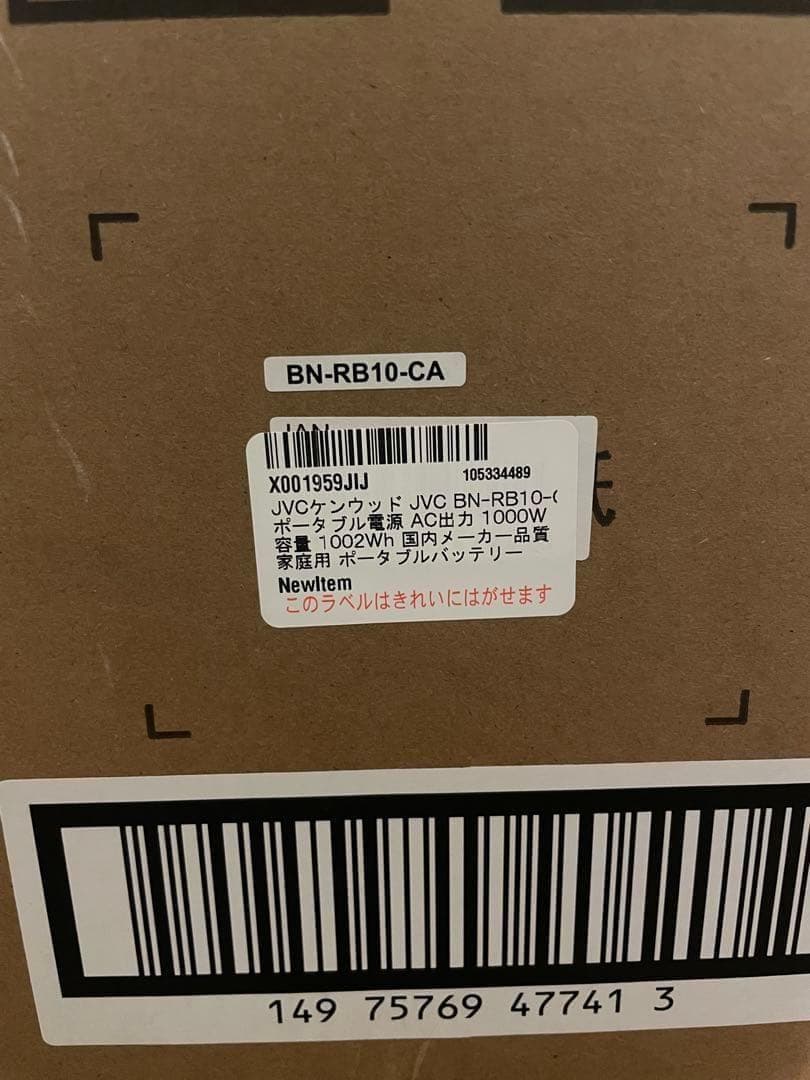 BN-RB10-CA
JAN
X001959JIJ 105334489
JVCケンウッド JVC BN-RB10-(
ポータブル電源 AC出力 1000W
容量 1002Wh 国内メーカー品質
家庭用 ポータブルバッテリー
NewItem
このラベルはきれいにはがせます
149 75769 47741 3